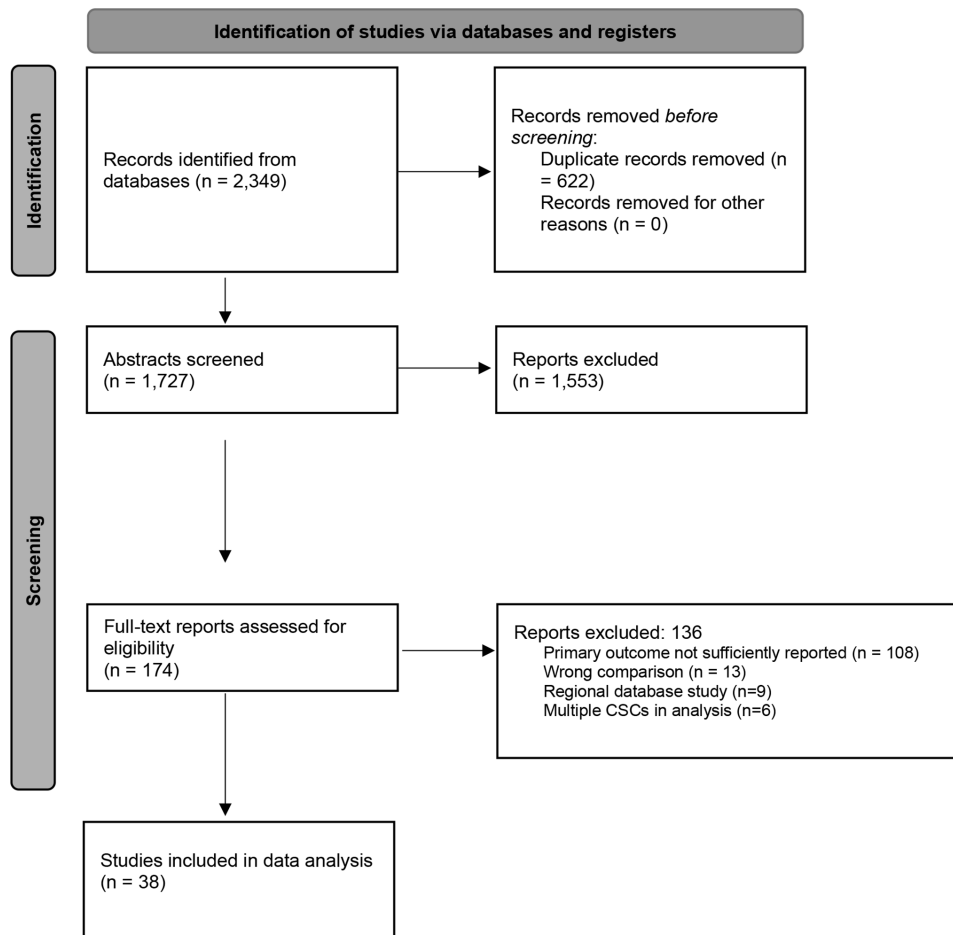 Identification of studies via databases and registers
Identification
Records identified from
databases (n = 2,349)
Records removed before
screening:
Duplicate records removed (n
= 622)
Records removed for other
reasons (n = 0)
Screening
Abstracts screened
(n = 1,727)
Reports excluded
(n = 1,553)
Full-text reports assessed for
eligibility
(n = 174)
Reports excluded: 136
Primary outcome not sufficiently reported (n = 108)
Wrong comparison (n = 13)
Regional database study (n=9)
Multiple CSCs in analysis (n=6)
Studies included in data analysis
(n = 38)